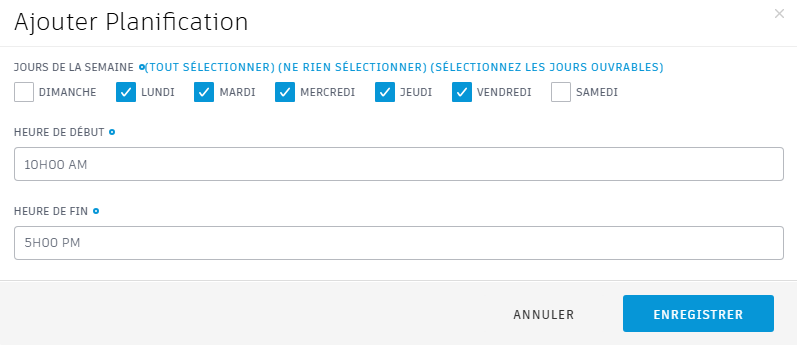 Ajouter Planification
JOURS DE LA SEMAINE (TOUT SÉLECTIONNER) (NE RIEN SÉLECTIONNER) (SÉLECTIONNEZ LES JOURS OUVRABLES)
DIMANCHE LUNDI MARDI MERCREDI JEUDI VENDREDI SAMEDI
HEURE DE DÉBUT
10H00 AM
HEURE DE FIN
5H00 PM
ANNULER ENREGISTRER